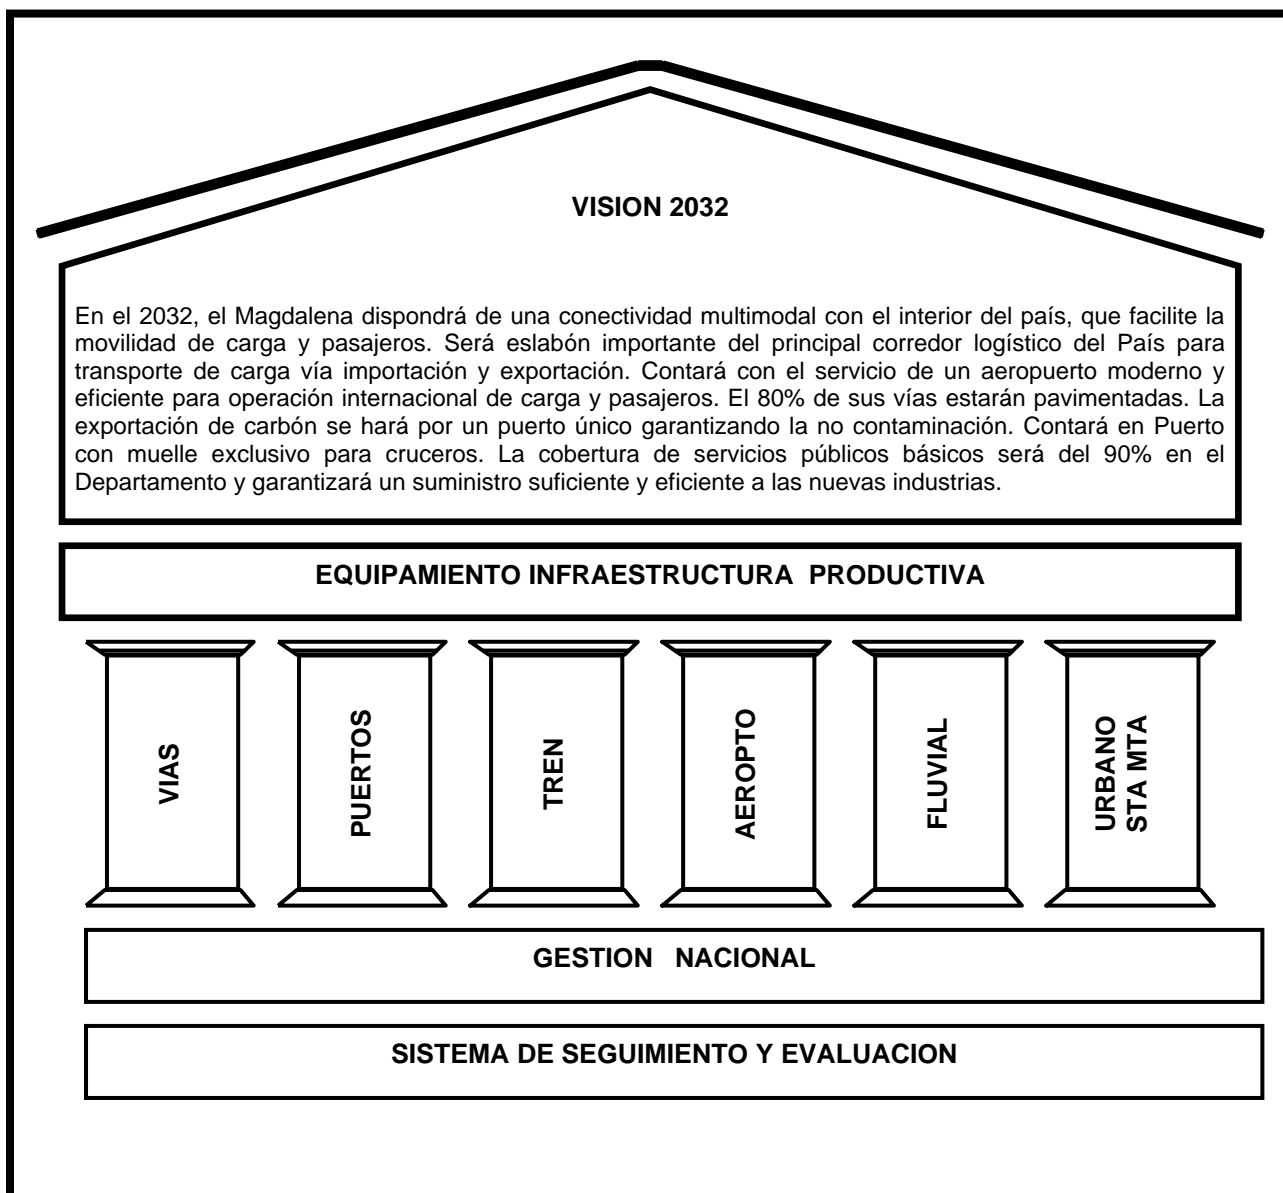 VISION 2032
En el 2032, el Magdalena dispondrá de una conectividad multimodal con el interior del país, que facilite la
movilidad de carga y pasajeros. Será eslabón importante del principal corredor logístico del País para
transporte de carga vía importación y exportación. Contará con el servicio de un aeropuerto moderno y
eficiente para operación internacional de carga y pasajeros. El 80% de sus vías estarán pavimentadas. La
exportación de carbón se hará por un puerto único garantizando la no contaminación. Contará en Puerto
con muelle exclusivo para cruceros. La cobertura de servicios públicos básicos será del 90% en el
Departamento y garantizará un suministro suficiente y eficiente a las nuevas industrias.
EQUIPAMIENTO INFRAESTRUCTURA PRODUCTIVA
VIAS
PUERTOS
TREN
AEROPTO
FLUVIAL
URBANO
STA MTA
GESTION NACIONAL
SISTEMA DE SEGUIMIENTO Y EVALUACION